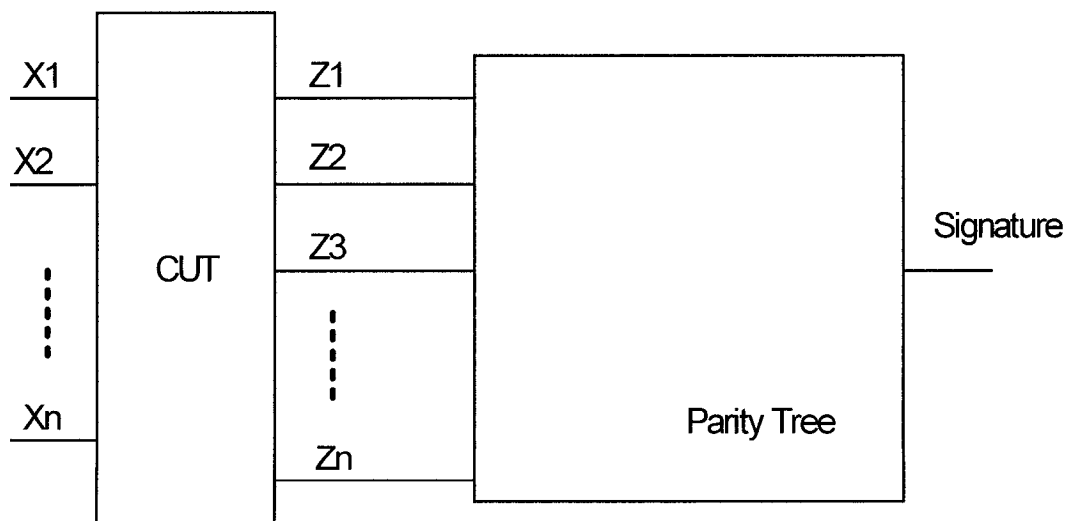 X1
X2
Xn
CUT
Z1
Z2
Z3
Zn
Parity Tree
Signature